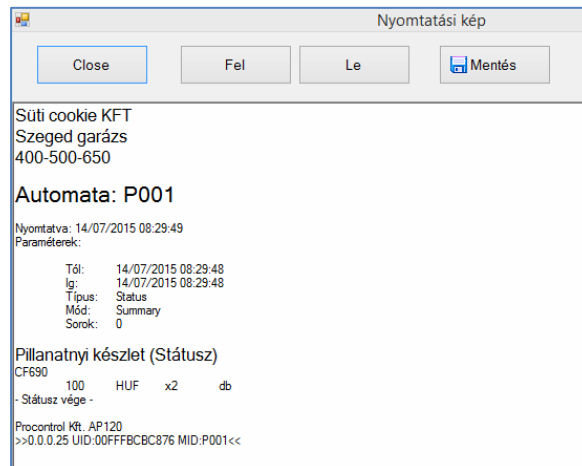 Nyomtatási kép
Close Fel Le Mentés
Süti cookie KFT
Szeged garázs
400-500-650
Automata: P001
Nyomtatva: 14/07/2015 08:29:49
Paraméterek:
Tól: 14/07/2015 08:29:48
Ig: 14/07/2015 08:29:48
Típus: Status
Mód: Summary
Sorok: 0
Pillanatnyi készlet (Státusz)
CF690
100 HUF x2 db
- Státusz vége -
Procontrol Kft. AP120
>>0.0.0.25 UID:00FFFBCBC876 MID:P001<<